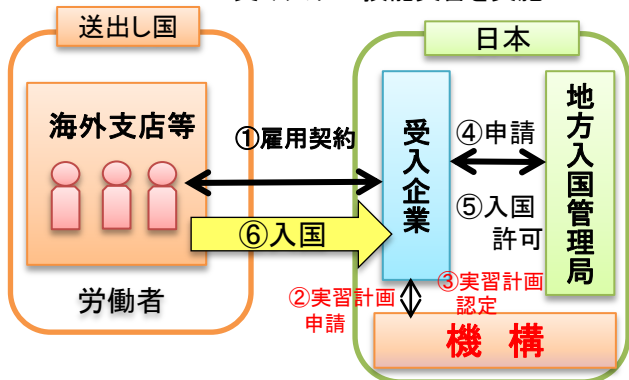 送出し国
日本
海外支店等
労働者
①雇用契約
⑥入国
受入企業
④申請
⑤入国
許可
地方入国管理局
②実習計画
申請
③実習計画
認定
機 構